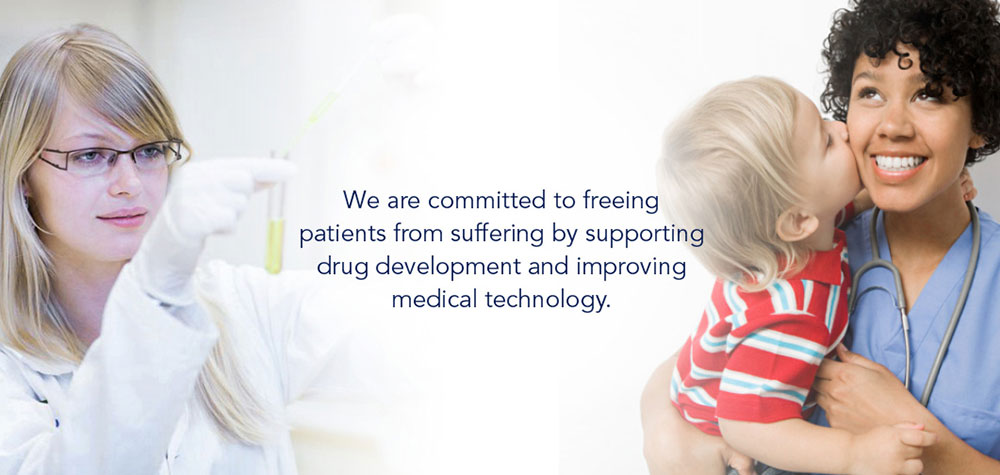 We are committed to freeing
patients from suffering by supporting
drug development and improving
medical technology.